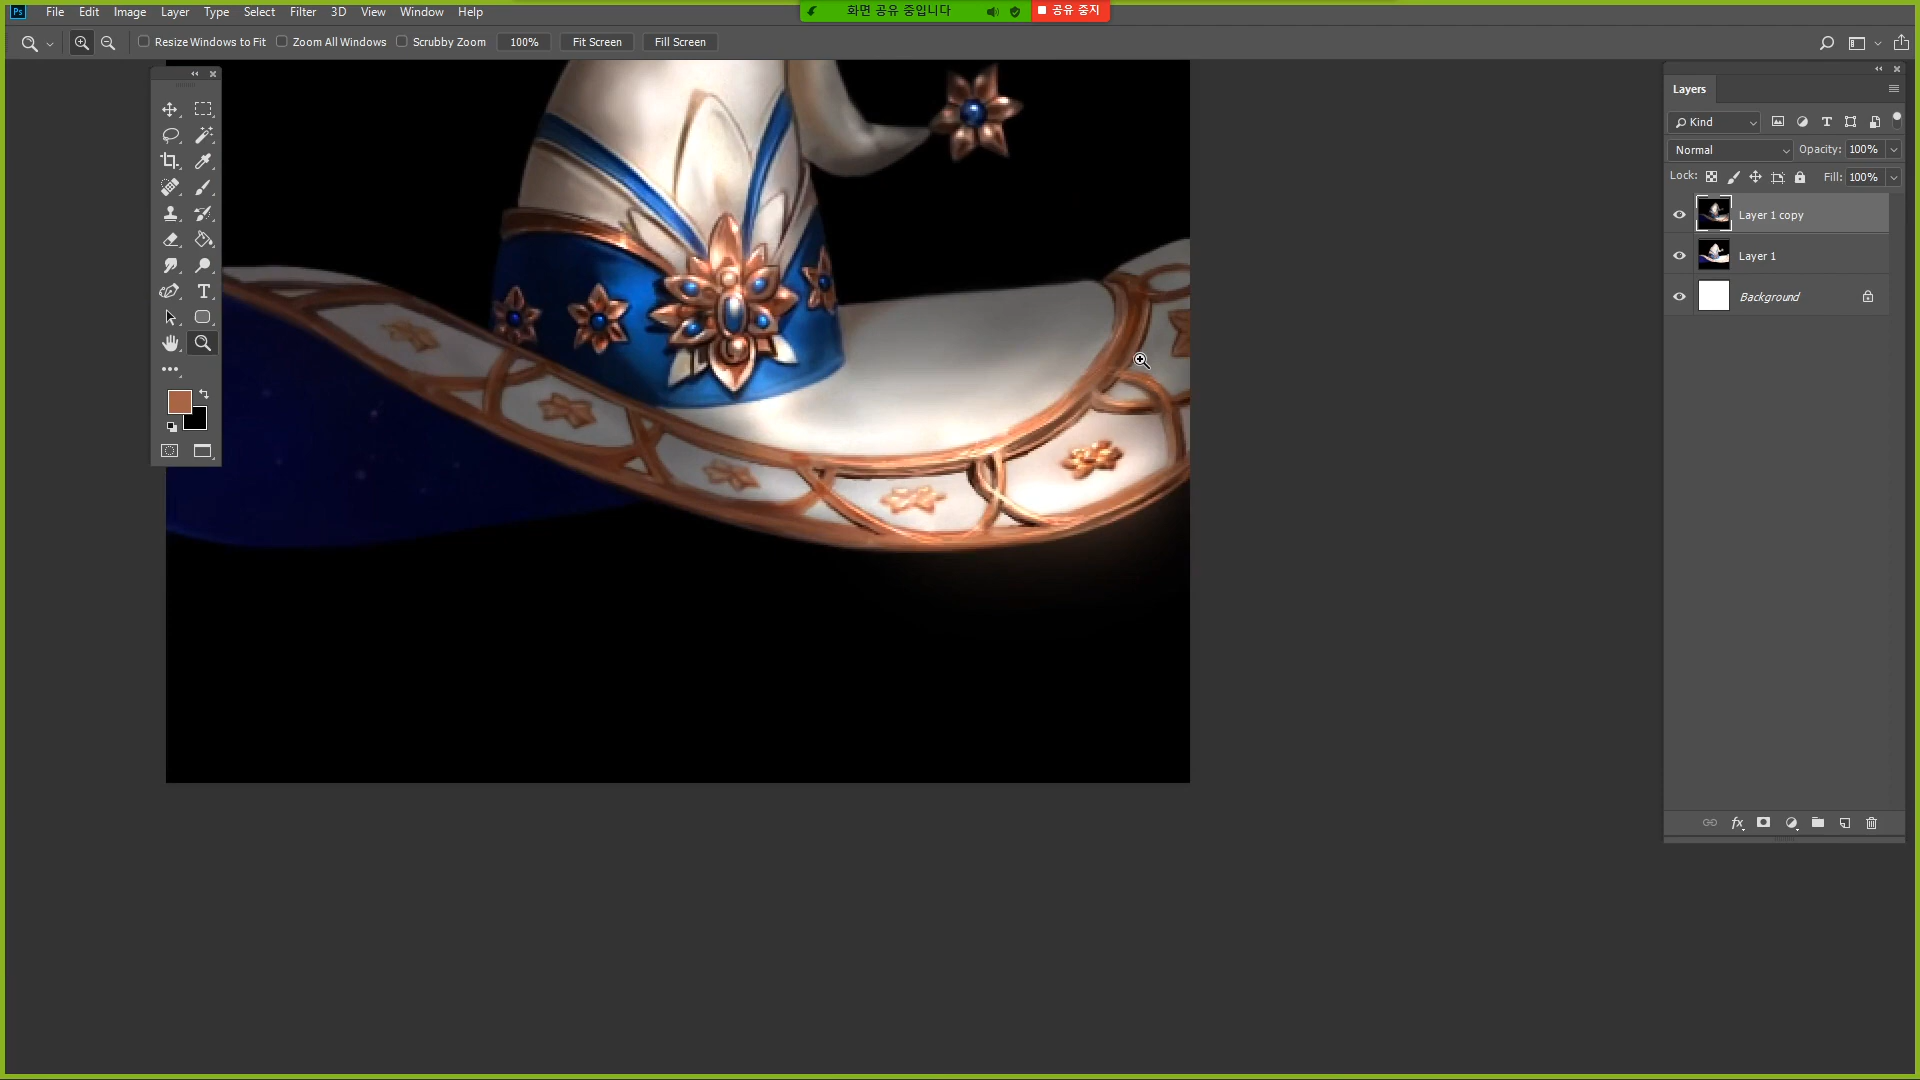 Ps File Edit Image Layer Type Select Filter 3D View Window Help
화면 공유 중입니다 공유 중지
Resize Windows to Fit Zoom All Windows Scrubby Zoom 100% Fit Screen Fill Screen
Layers
Kind
Normal Opacity: 100%
Lock: Fill: 100%
Layer 1 copy
Layer 1
Background
fx